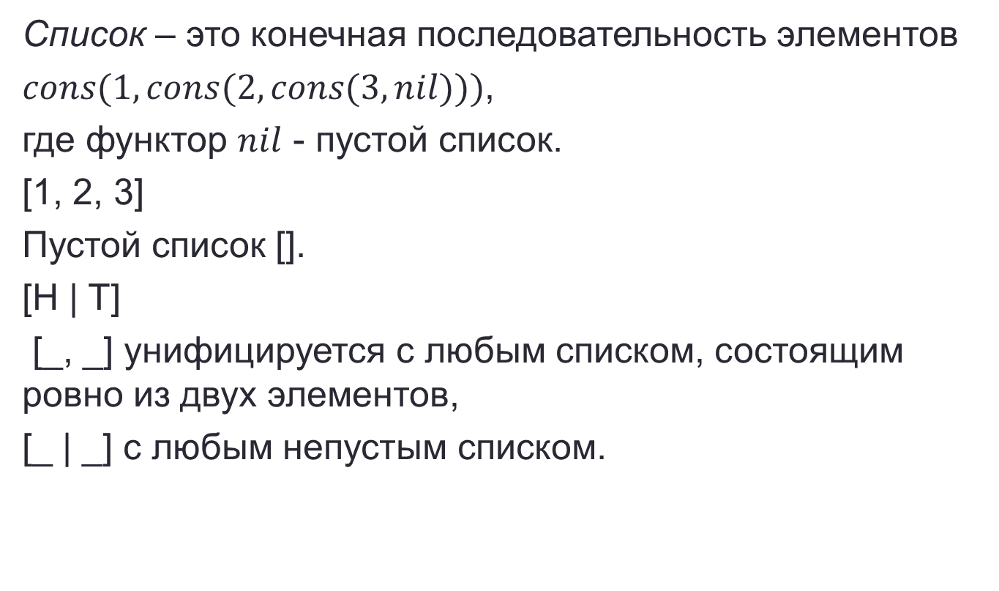 Список – это конечная последовательность элементов
cons(1, cons(2, cons(3, nil))),
где функтор nil - пустой список.
[1, 2, 3]
Пустой список [].
[H | T]
[_, _] унифицируется с любым списком, состоящим
ровно из двух элементов,
[_ | _] с любым непустым списком.